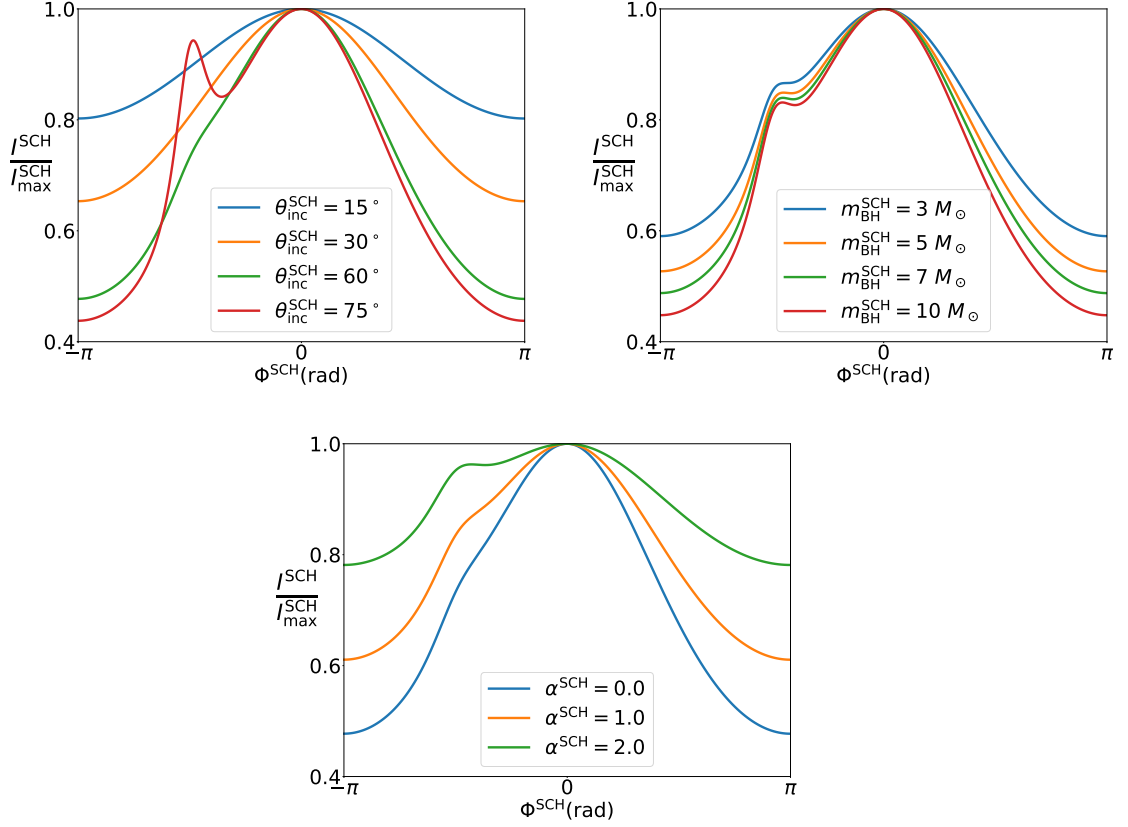 1.0
0.8
0.6
0.4
I^SCH
I^SCH_max
θ^SCH_inc = 15°
θ^SCH_inc = 30°
θ^SCH_inc = 60°
θ^SCH_inc = 75°
−π 0 π
Φ^SCH(rad)
1.0
0.8
0.6
0.4
I^SCH
I^SCH_max
m^SCH_BH = 3 M_⊙
m^SCH_BH = 5 M_⊙
m^SCH_BH = 7 M_⊙
m^SCH_BH = 10 M_⊙
−π 0 π
Φ^SCH(rad)
1.0
0.8
0.6
0.4
I^SCH
I^SCH_max
α^SCH = 0.0
α^SCH = 1.0
α^SCH = 2.0
−π 0 π
Φ^SCH(rad)